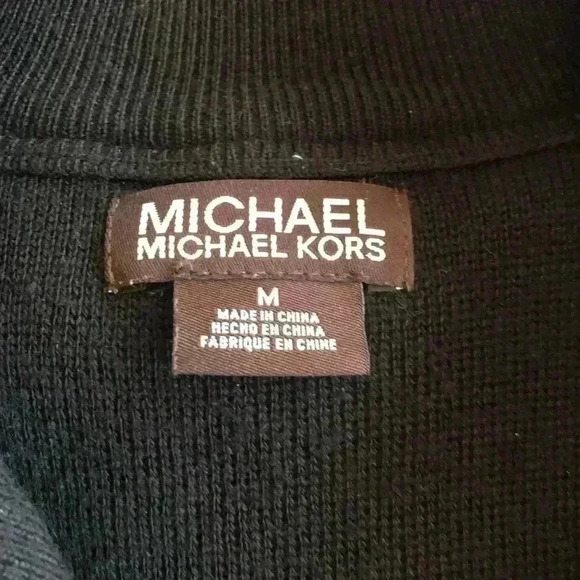 MICHAEL
MICHAEL KORS
M
MADE IN CHINA
HECHO EN CHINA
FABRIQUE EN CHINE